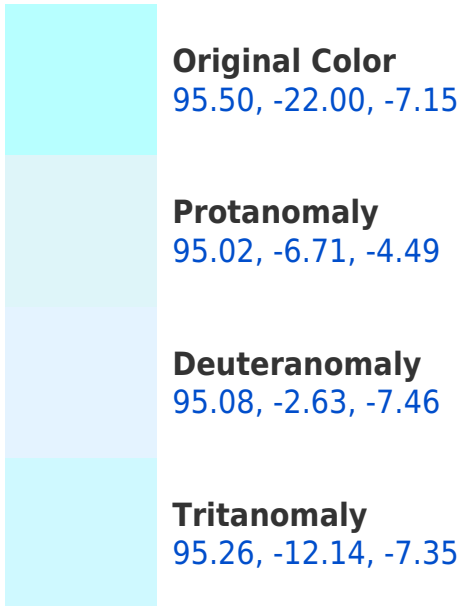 Original Color
95.50, -22.00, -7.15
Protanomaly
95.02, -6.71, -4.49
Deuteranomaly
95.08, -2.63, -7.46
Tritanomaly
95.26, -12.14, -7.35